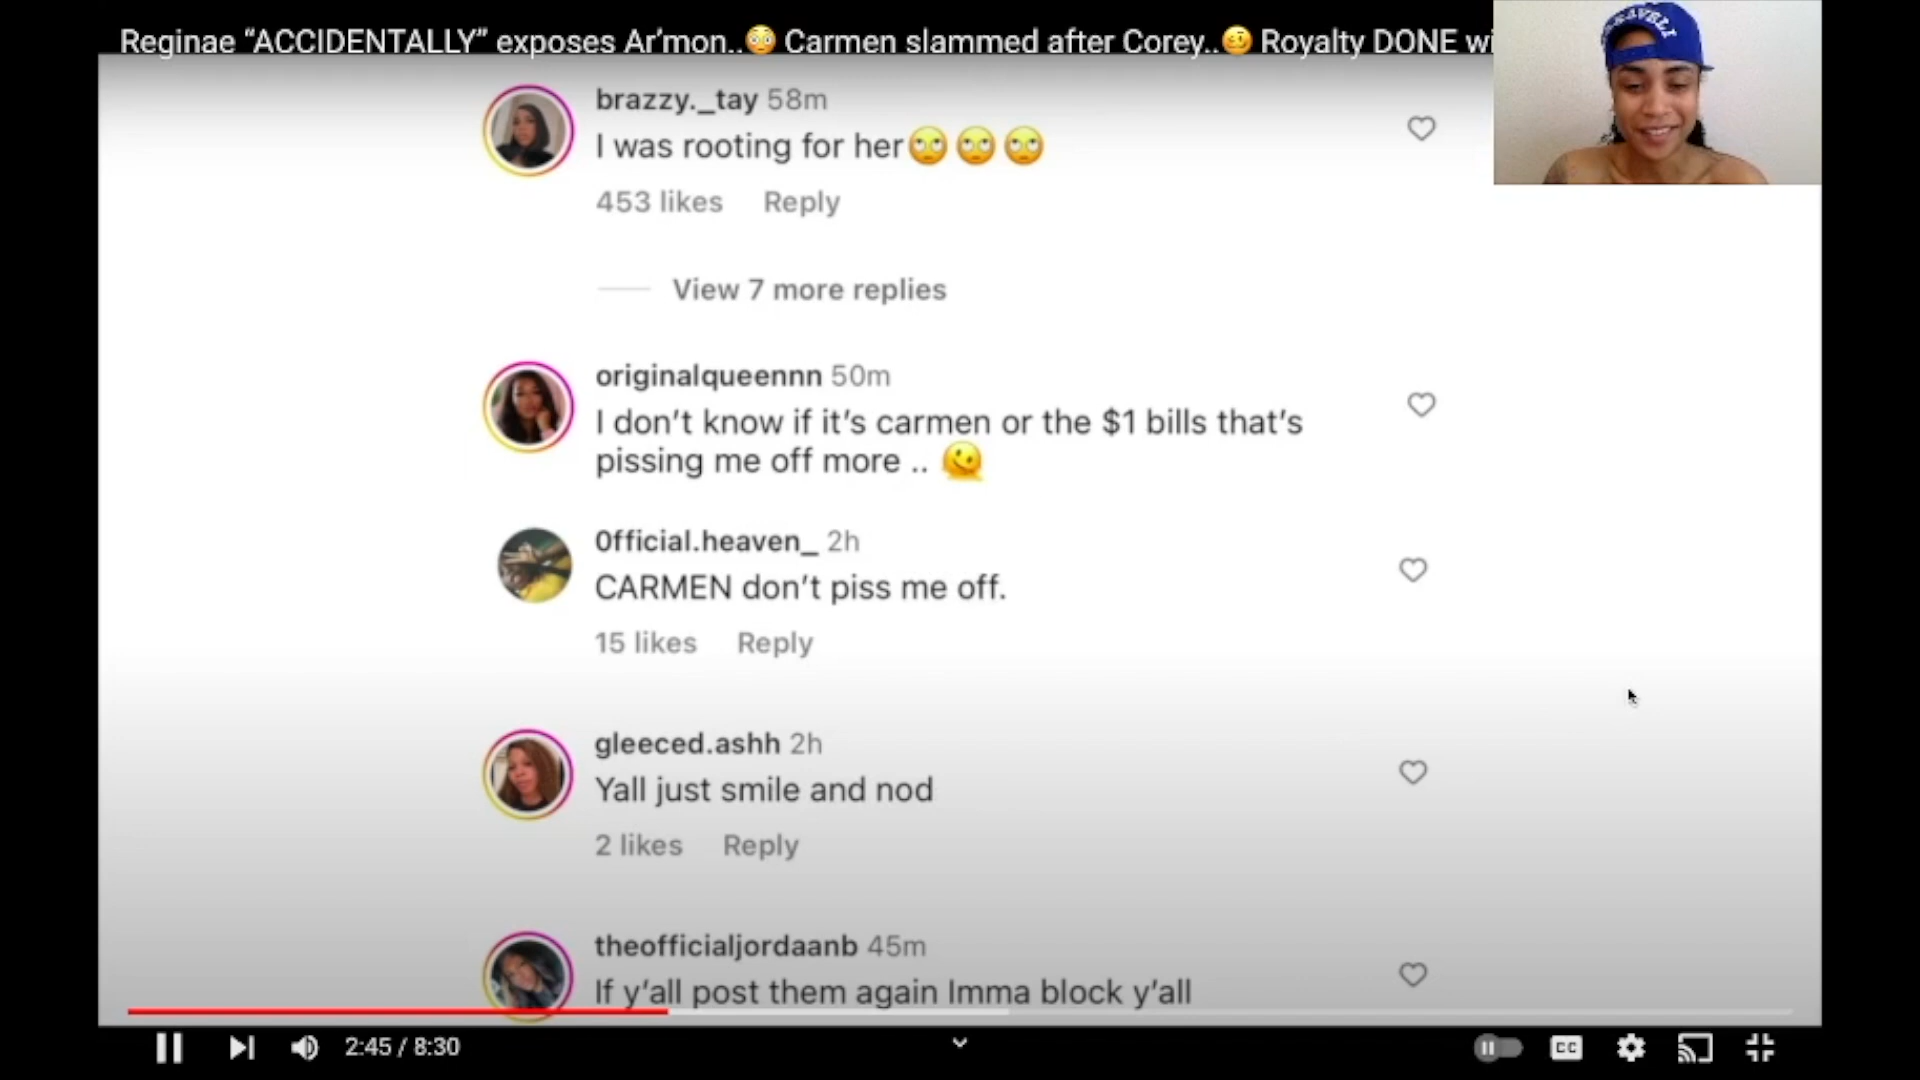 Reginae “ACCIDENTALLY” exposes Ar’mon..😳 Carmen slammed after Corey..🥴 Royalty DONE wi
brazzy._tay 58m
I was rooting for her🙄🙄🙄
453 likes Reply
View 7 more replies
originalqueennn 50m
I don’t know if it’s carmen or the $1 bills that’s
pissing me off more .. 🫠
0fficial.heaven_ 2h
CARMEN don’t piss me off.
15 likes Reply
gleeced.ashh 2h
Yall just smile and nod
2 likes Reply
theofficialjordaanb 45m
If y’all post them again Imma block y’all
2:45 / 8:30
CC